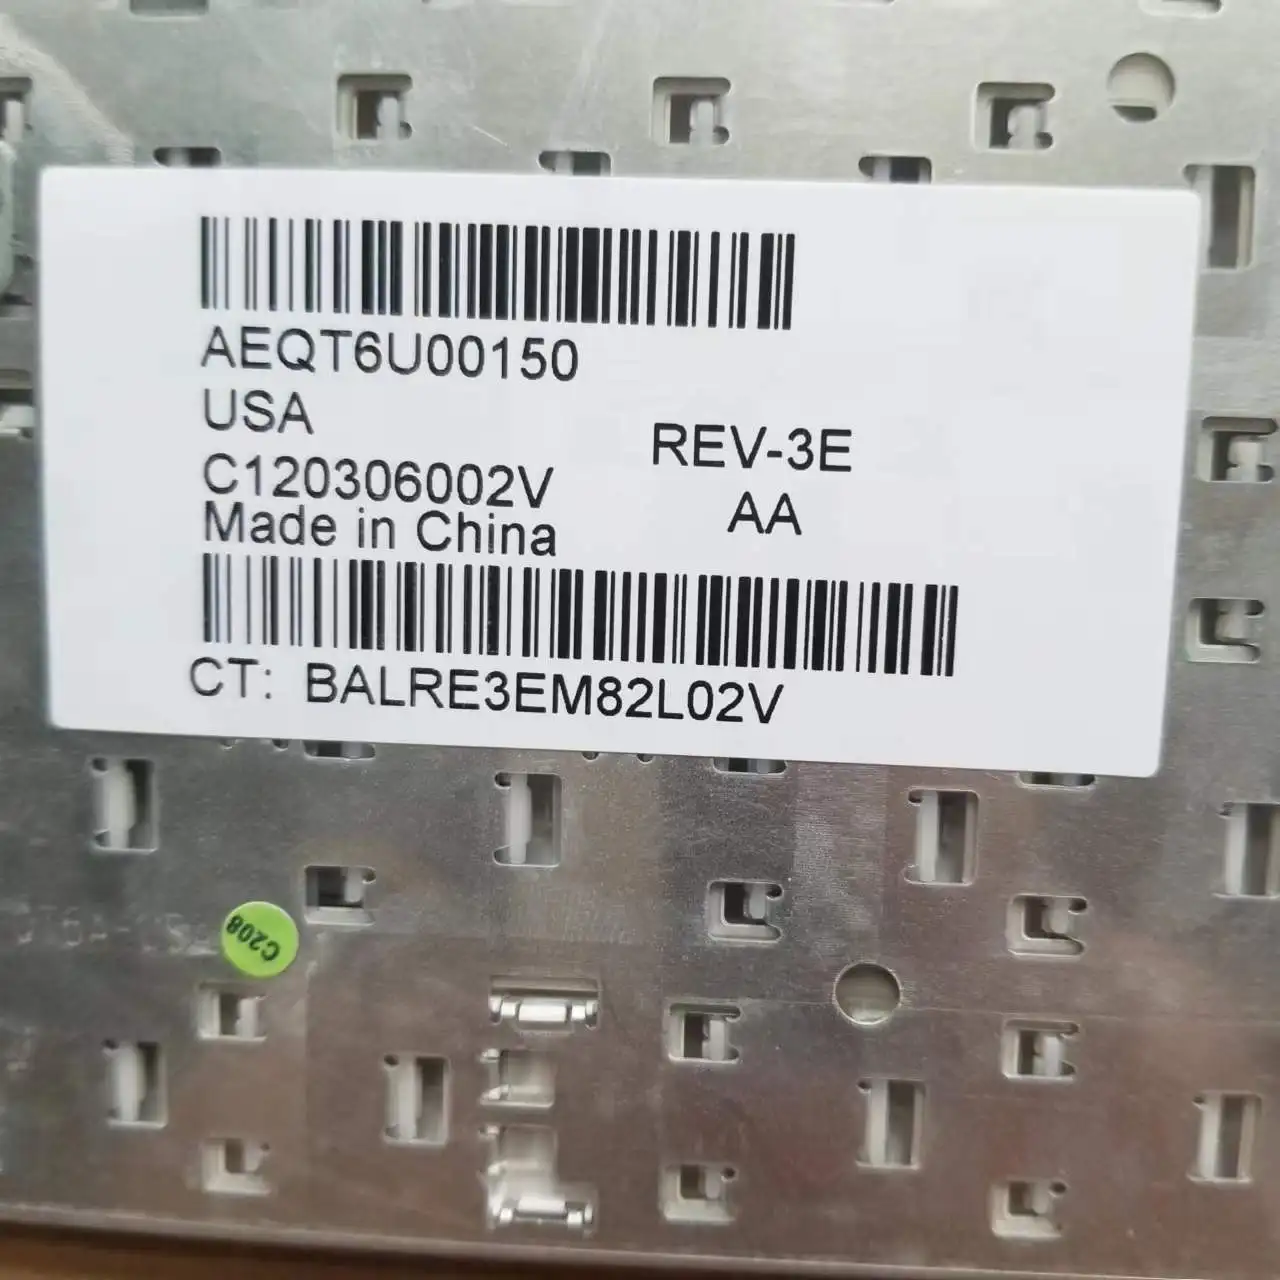 AEQT6U00150
USA
REV-3E
C120306002V
AA
Made in China
CT: BALRE3EM82L02V
C208